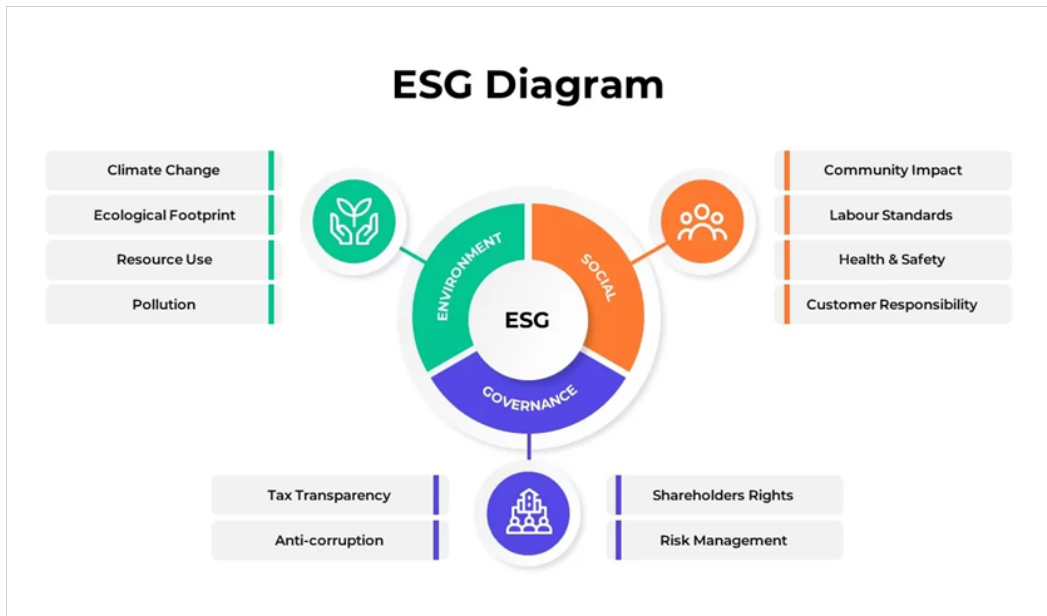 ESG Diagram
Climate Change
Ecological Footprint
Resource Use
Pollution
Community Impact
Labour Standards
Health & Safety
Customer Responsibility
ENVIRONMENT
SOCIAL
ESG
GOVERNANCE
Tax Transparency
Anti-corruption
Shareholders Rights
Risk Management